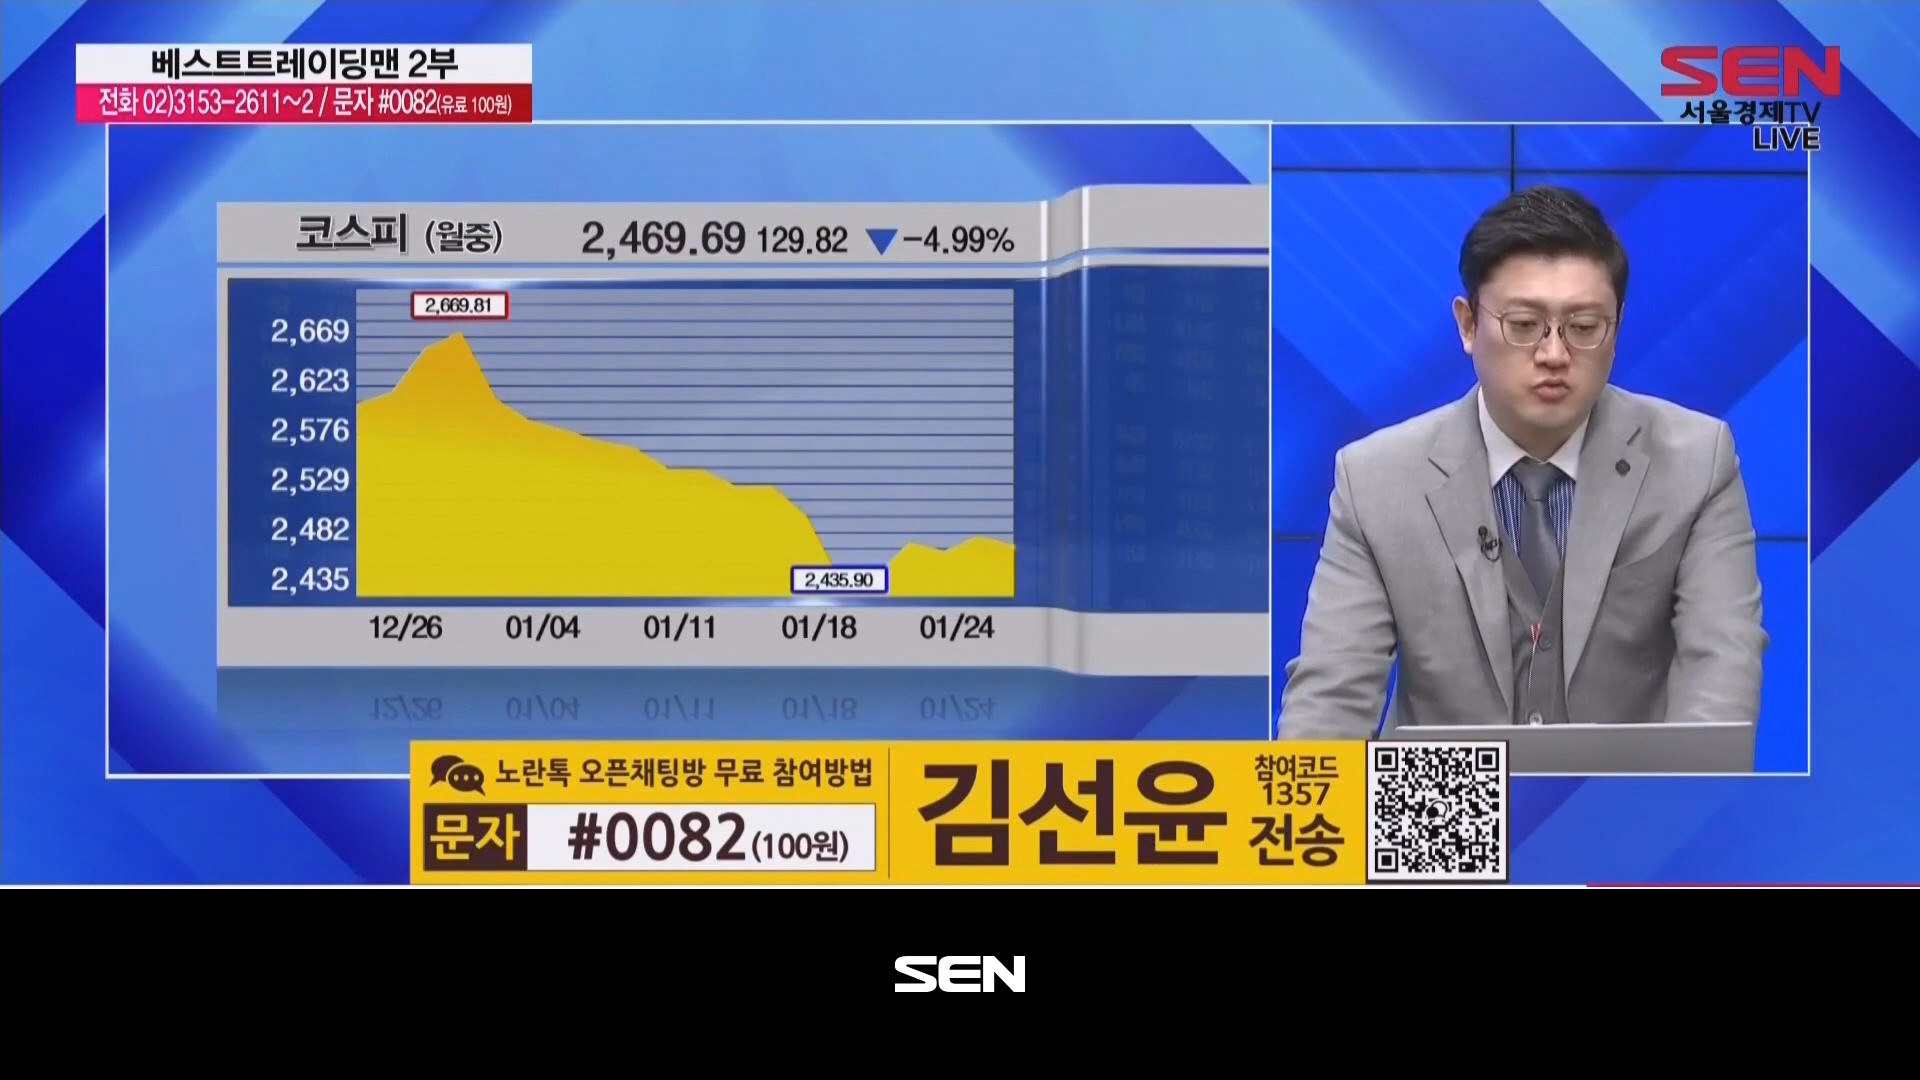 베스트트레이딩맨 2부
전화 02)3153-2611~2 / 문자 #0082(유료 100원)
SEN
서울경제TV
LIVE
코스피 (월중) 2,469.69 129.82 ▼-4.99%
2,669.81
2,669
2,623
2,576
2,529
2,482
2,435
2,435.90
12/26 01/04 01/11 01/18 01/24
노란톡 오픈채팅방 무료 참여방법
문자 #0082(100원)
김선윤
참여코드
1357
전송
SEN